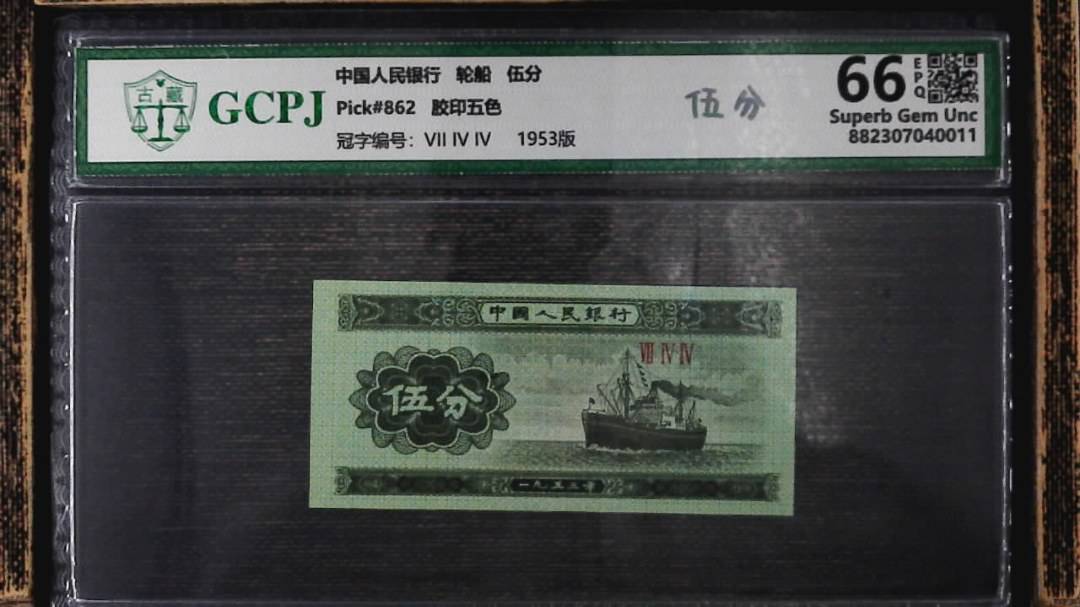 中国人民银行 轮船 伍分
古藏
GCPJ
Pick#862 胶印五色
冠字编号: VII IV IV 1953版
伍分
66
EPQ
Superb Gem Unc
882307040011
中國人民銀行
VII IV IV
伍分
一九五三年